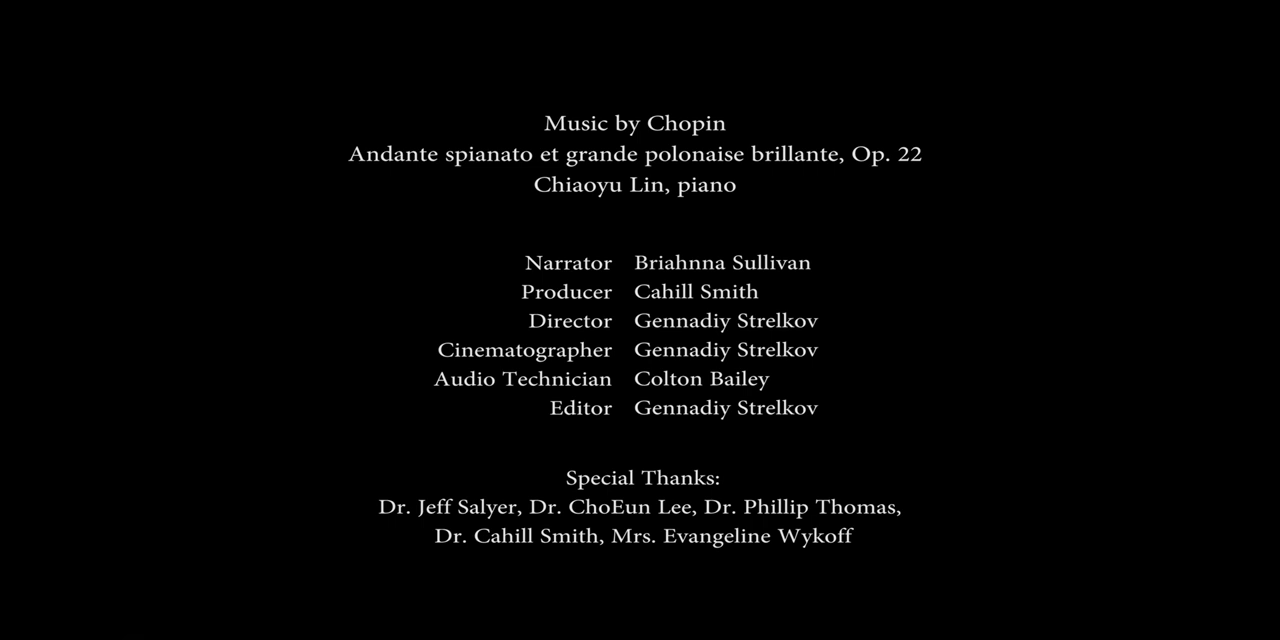 Music by Chopin
Andante spianato et grande polonaise brillante, Op. 22
Chiaoyu Lin, piano
Narrator Briahnna Sullivan
Producer Cahill Smith
Director Gennadiy Strelkov
Cinematographer Gennadiy Strelkov
Audio Technician Colton Bailey
Editor Gennadiy Strelkov
Special Thanks:
Dr. Jeff Salyer, Dr. ChoEun Lee, Dr. Phillip Thomas,
Dr. Cahill Smith, Mrs. Evangeline Wykoff